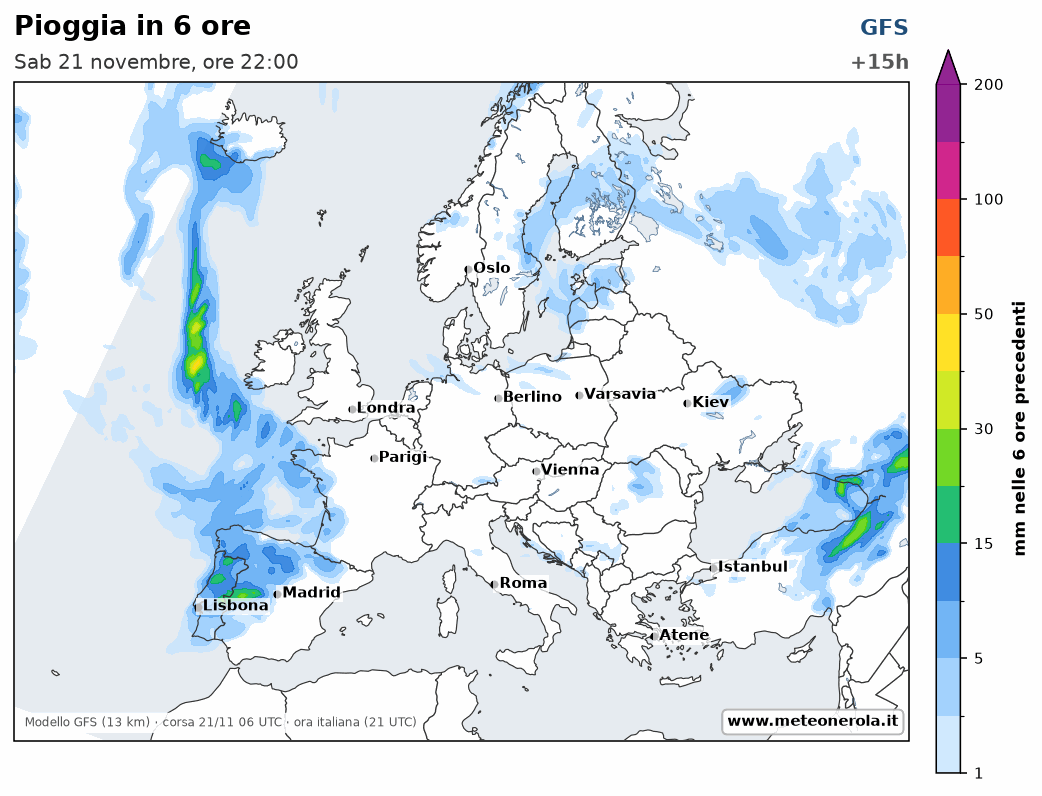 Pioggia in 6 ore
GFS
Sab 21 novembre, ore 22:00
+15h
200
100
50
30
15
5
1
mm nelle 6 ore precedenti
Oslo
Berlino
Varsavia
Kiev
Londra
Parigi
Vienna
Istanbul
Roma
Madrid
Lisbona
Atene
Modello GFS (13 km) · corsa 21/11 06 UTC · ora italiana (21 UTC)
www.meteonerola.it